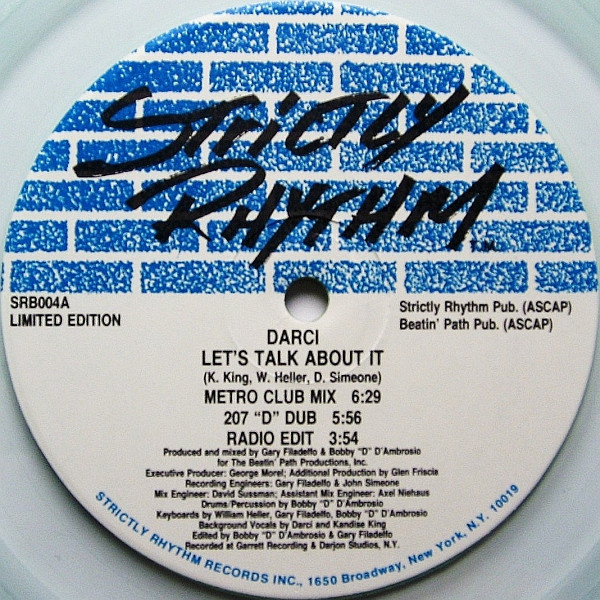 STRICTLY
RHYTHM TM
SRB004A
LIMITED EDITION
Strictly Rhythm Pub. (ASCAP)
Beatin' Path Pub. (ASCAP)
DARCI
LET'S TALK ABOUT IT
(K. King, W. Heller, D. Simeone)
METRO CLUB MIX 6:29
207 "D" DUB 5:56
RADIO EDIT 3:54
Produced and mixed by Gary Filadelfo & Bobby "D" D'Ambrosio
for The Beatin' Path Productions, Inc.
Executive Producer: George Morel; Additional Production by Glen Friscia
Recording Engineers: Gary Filadelfo & John Simeone
Mix Engineer: David Sussman; Assistant Mix Engineer: Axel Niehaus
Drums/Percussion by Bobby "D" D'Ambrosio
Keyboards by William Heller, Gary Filadelfo, Bobby "D" D'Ambrosio
Background Vocals by Darci and Kandise King
Edited by Bobby "D" D'Ambrosio & Gary Filadelfo
Recorded at Garrett Recording & Darjon Studios, N.Y.
STRICTLY RHYTHM RECORDS INC., 1650 Broadway, New York, N.Y. 10019